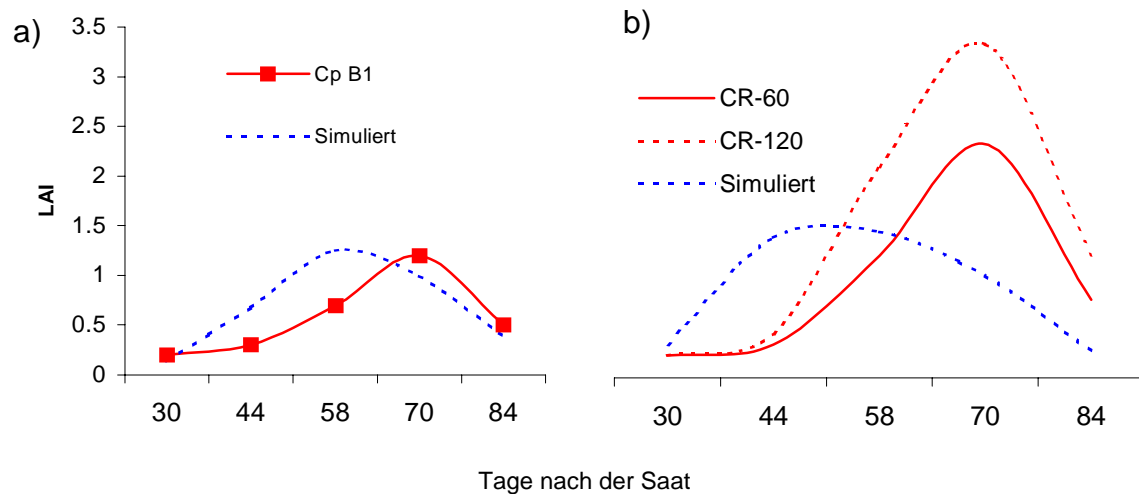 a)
3.5
3
2.5
2
1.5
1
0.5
0
LAI
Cp B1
Simuliert
30 44 58 70 84
b)
CR-60
CR-120
Simuliert
30 44 58 70 84
Tage nach der Saat